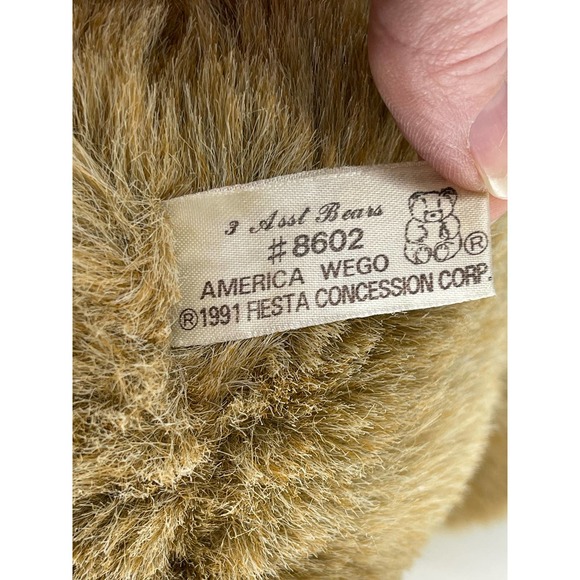 3 Asst Bears
#8602
AMERICA WEGO ®
®1991 FIESTA CONCESSION CORP.